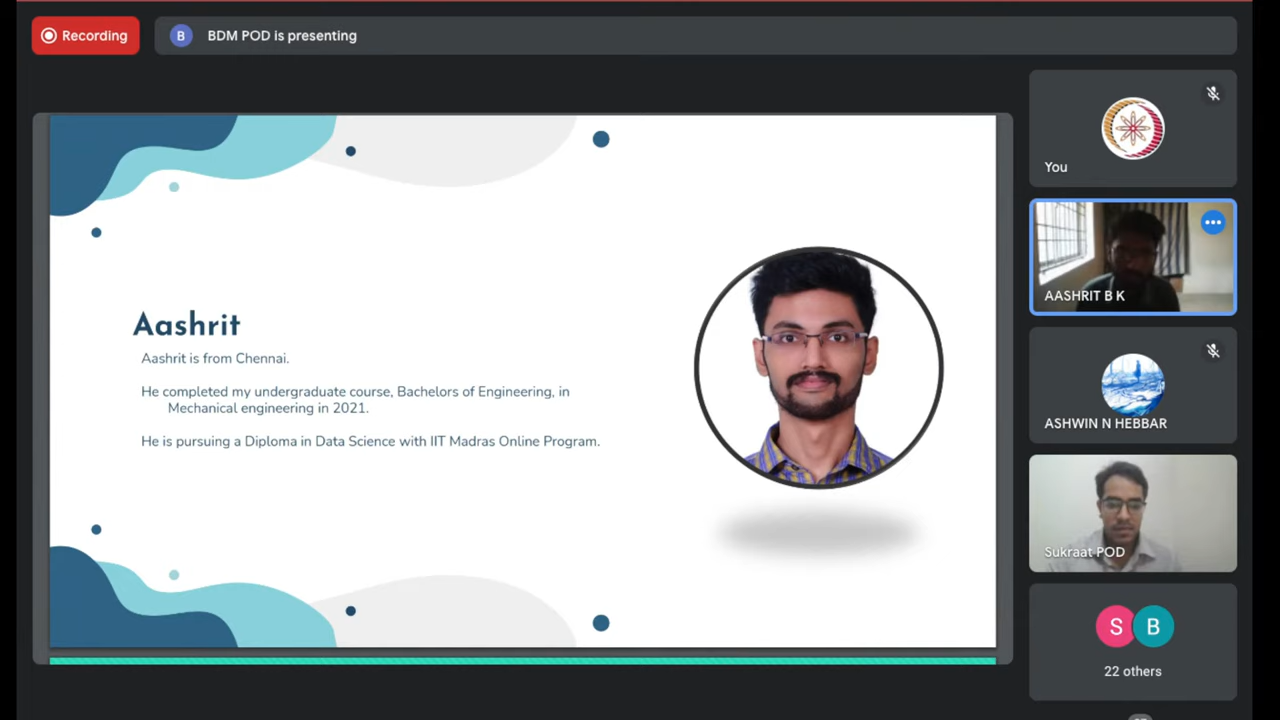 Recording
B
BDM POD is presenting
You
Aashrit
Aashrit is from Chennai.
He completed my undergraduate course, Bachelors of Engineering, in
Mechanical engineering in 2021.
He is pursuing a Diploma in Data Science with IIT Madras Online Program.
AASHRIT B K
ASHWIN N HEBBAR
Sukraat POD
S
B
22 others